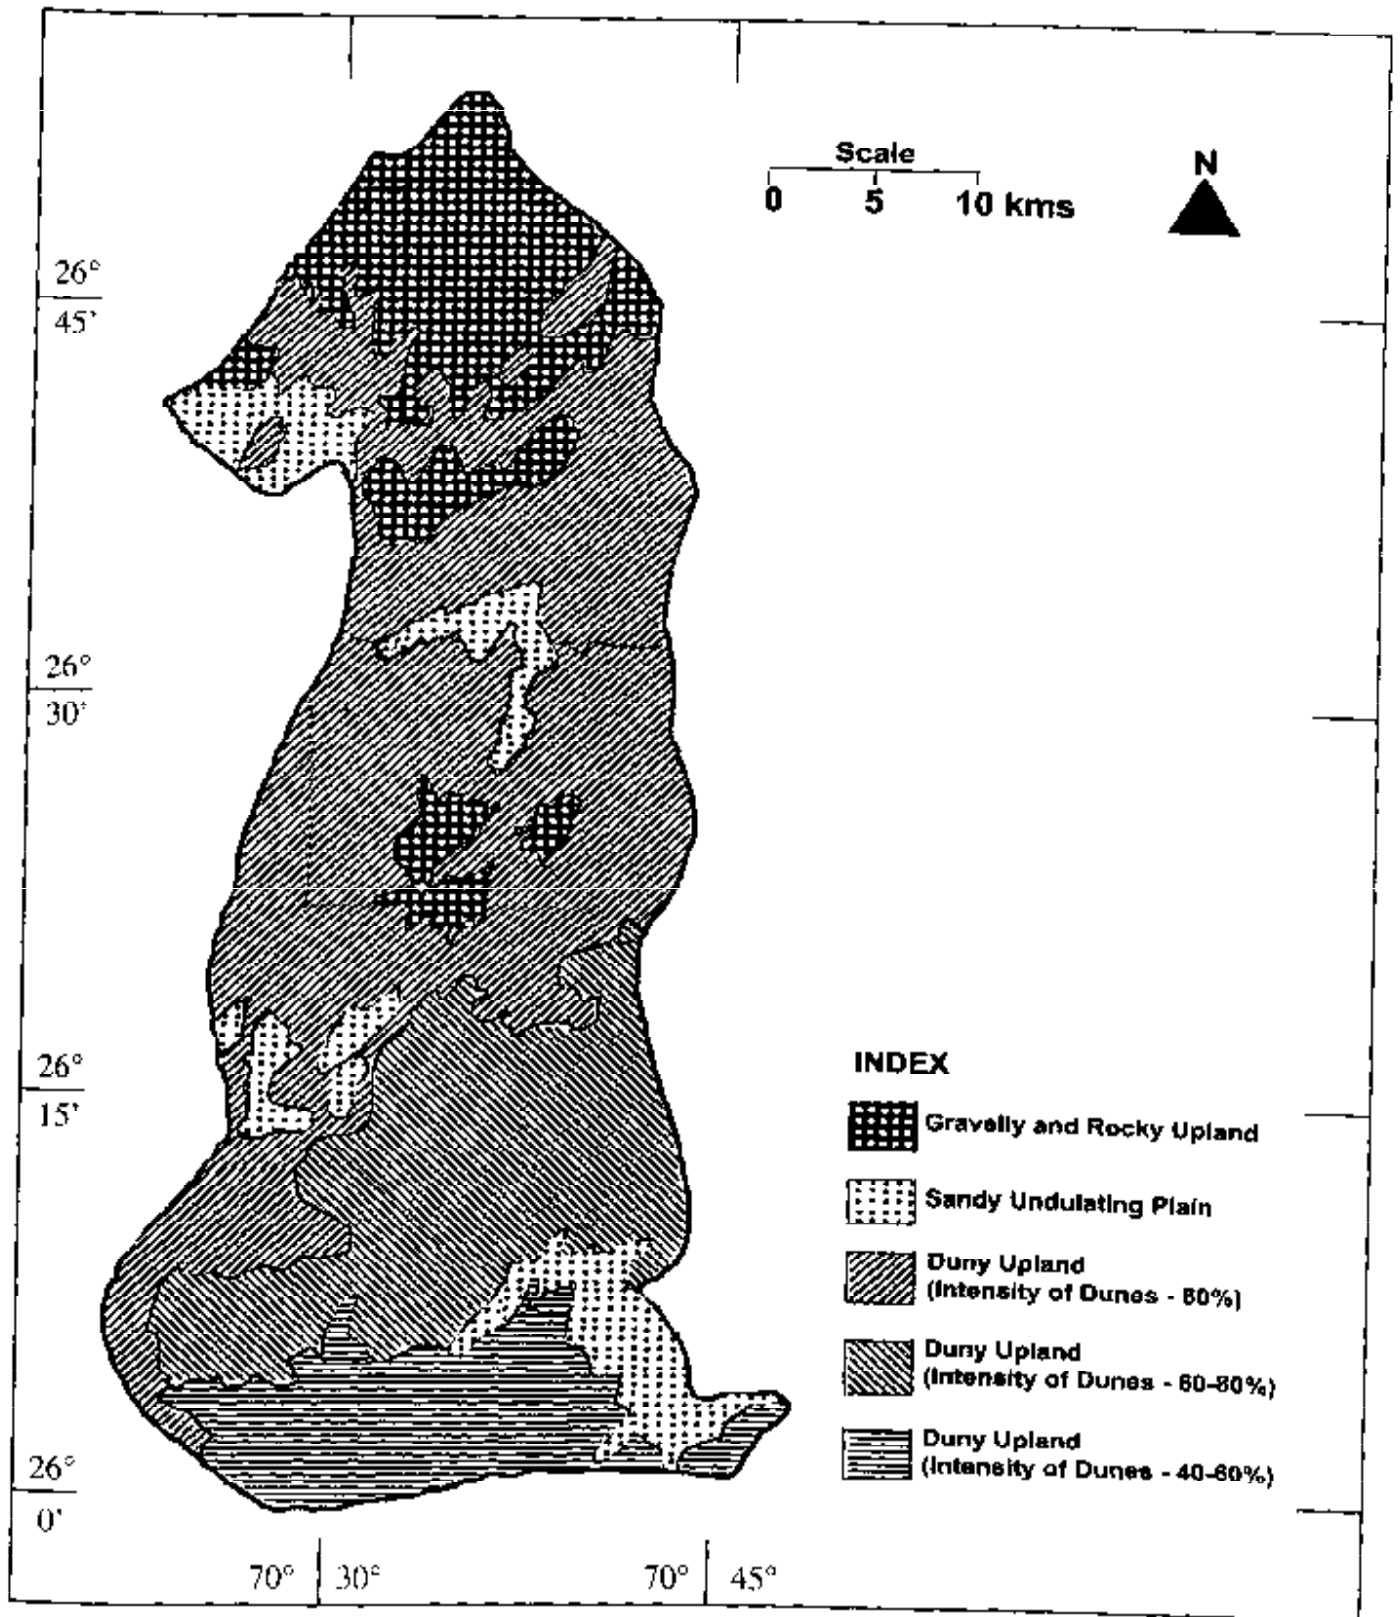 Scale
0 5 10 kms
N
26°
45'
26°
30'
26°
15'
26°
0'
70° 30°
70° 45°
INDEX
Gravelly and Rocky Upland
Sandy Undulating Plain
Duny Upland
(Intensity of Dunes - 80%)
Duny Upland
(Intensity of Dunes - 60-80%)
Duny Upland
(Intensity of Dunes - 40-60%)